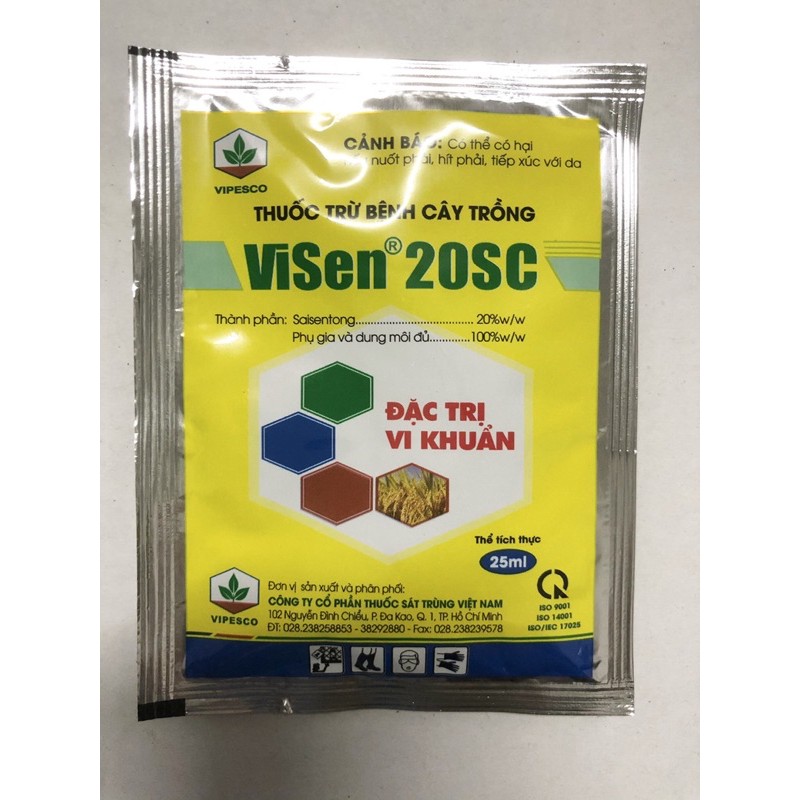 VIPESCO
CẢNH BÁO: Có thể có hại
nuốt phải, hít phải, tiếp xúc với da
THUỐC TRỪ BỆNH CÂY TRỒNG
ViSen® 20SC
Thành phần: Saisentong........................................ 20%w/w
Phụ gia và dung môi đủ.............100%w/w
ĐẶC TRỊ
VI KHUẨN
Thể tích thực
25ml
VIPESCO
Đơn vị sản xuất và phân phối:
CÔNG TY CỔ PHẦN THUỐC SÁT TRÙNG VIỆT NAM
102 Nguyễn Đình Chiểu, P. Đa Kao, Q. 1, TP. Hồ Chí Minh
ĐT: 028.238258853 - 38292880 - Fax: 028.238239578
ISO 9001
ISO 14001
ISO/IEC 17025